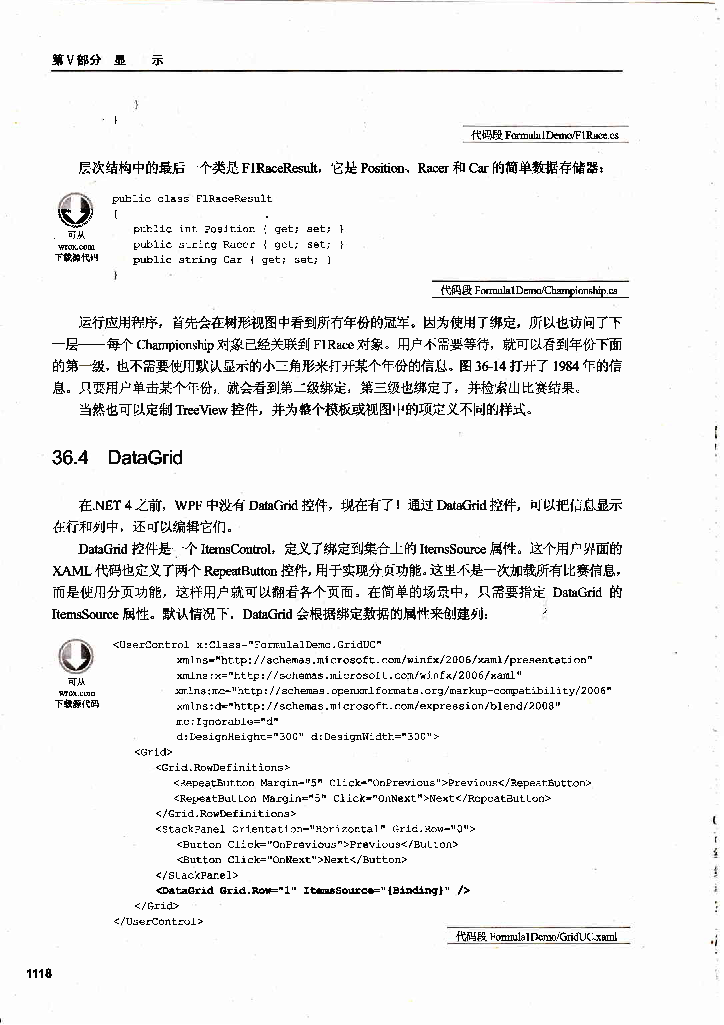 第Ⅴ部分 显 示
}
}
代码段 Formula1Demo/F1Race.cs
层次结构中的最后一个类是 F1RaceResult，它是 Position、Racer 和 Car 的简单数据存储器：
public class F1RaceResult
{
public int Position { get; set; }
public string Racer { get; set; }
public string Car { get; set; }
}
可从
wrox.com
下载源代码
代码段 Formula1Demo/Championship.cs
运行应用程序，首先会在树形视图中看到所有年份的冠军。因为使用了绑定，所以也访问了下
一层——每个 Championship 对象已经关联到 F1Race 对象。用户不需要等待，就可以看到年份下面
的第一级，也不需要使用默认显示的小三角形来打开某个年份的信息。图 36-14 打开了 1984 年的信
息。只要用户单击某个年份，就会看到第二级绑定，第三级也绑定了，并检索出比赛结果。
当然也可以定制 TreeView 控件，并为整个模板或视图中的项定义不同的样式。
36.4 DataGrid
在.NET 4 之前，WPF 中没有 DataGrid 控件，现在有了！通过 DataGrid 控件，可以把信息显示
在行和列中，还可以编辑它们。
DataGrid 控件是一个 ItemsControl，定义了绑定到集合上的 ItemsSource 属性。这个用户界面的
XAML 代码也定义了两个 RepeatButton 控件，用于实现分页功能。这里不是一次加载所有比赛信息，
而是使用分页功能，这样用户就可以翻看各个页面。在简单的场景中，只需要指定 DataGrid 的
ItemsSource 属性。默认情况下，DataGrid 会根据绑定数据的属性来创建列：
可从
wrox.com
下载源代码
<UserControl x:Class="Formula1Demo.GridUC"
xmlns="http://schemas.microsoft.com/winfx/2006/xaml/presentation"
xmlns:x="http://schemas.microsoft.com/winfx/2006/xaml"
xmlns:mc="http://schemas.openxmlformats.org/markup-compatibility/2006"
xmlns:d="http://schemas.microsoft.com/expression/blend/2008"
mc:Ignorable="d"
d:DesignHeight="300" d:DesignWidth="300">
<Grid>
<Grid.RowDefinitions>
<RepeatButton Margin="5" Click="OnPrevious">Previous</RepeatButton>
<RepeatButton Margin="5" Click="OnNext">Next</RepeatButton>
</Grid.RowDefinitions>
<StackPanel Orientation="Horizontal" Grid.Row="0">
<Button Click="OnPrevious">Previous</Button>
<Button Click="OnNext">Next</Button>
</StackPanel>
<DataGrid Grid.Row="1" ItemsSource="{Binding}" />
</Grid>
</UserControl>
代码段 Formula1Demo/GridUC.xaml
1118